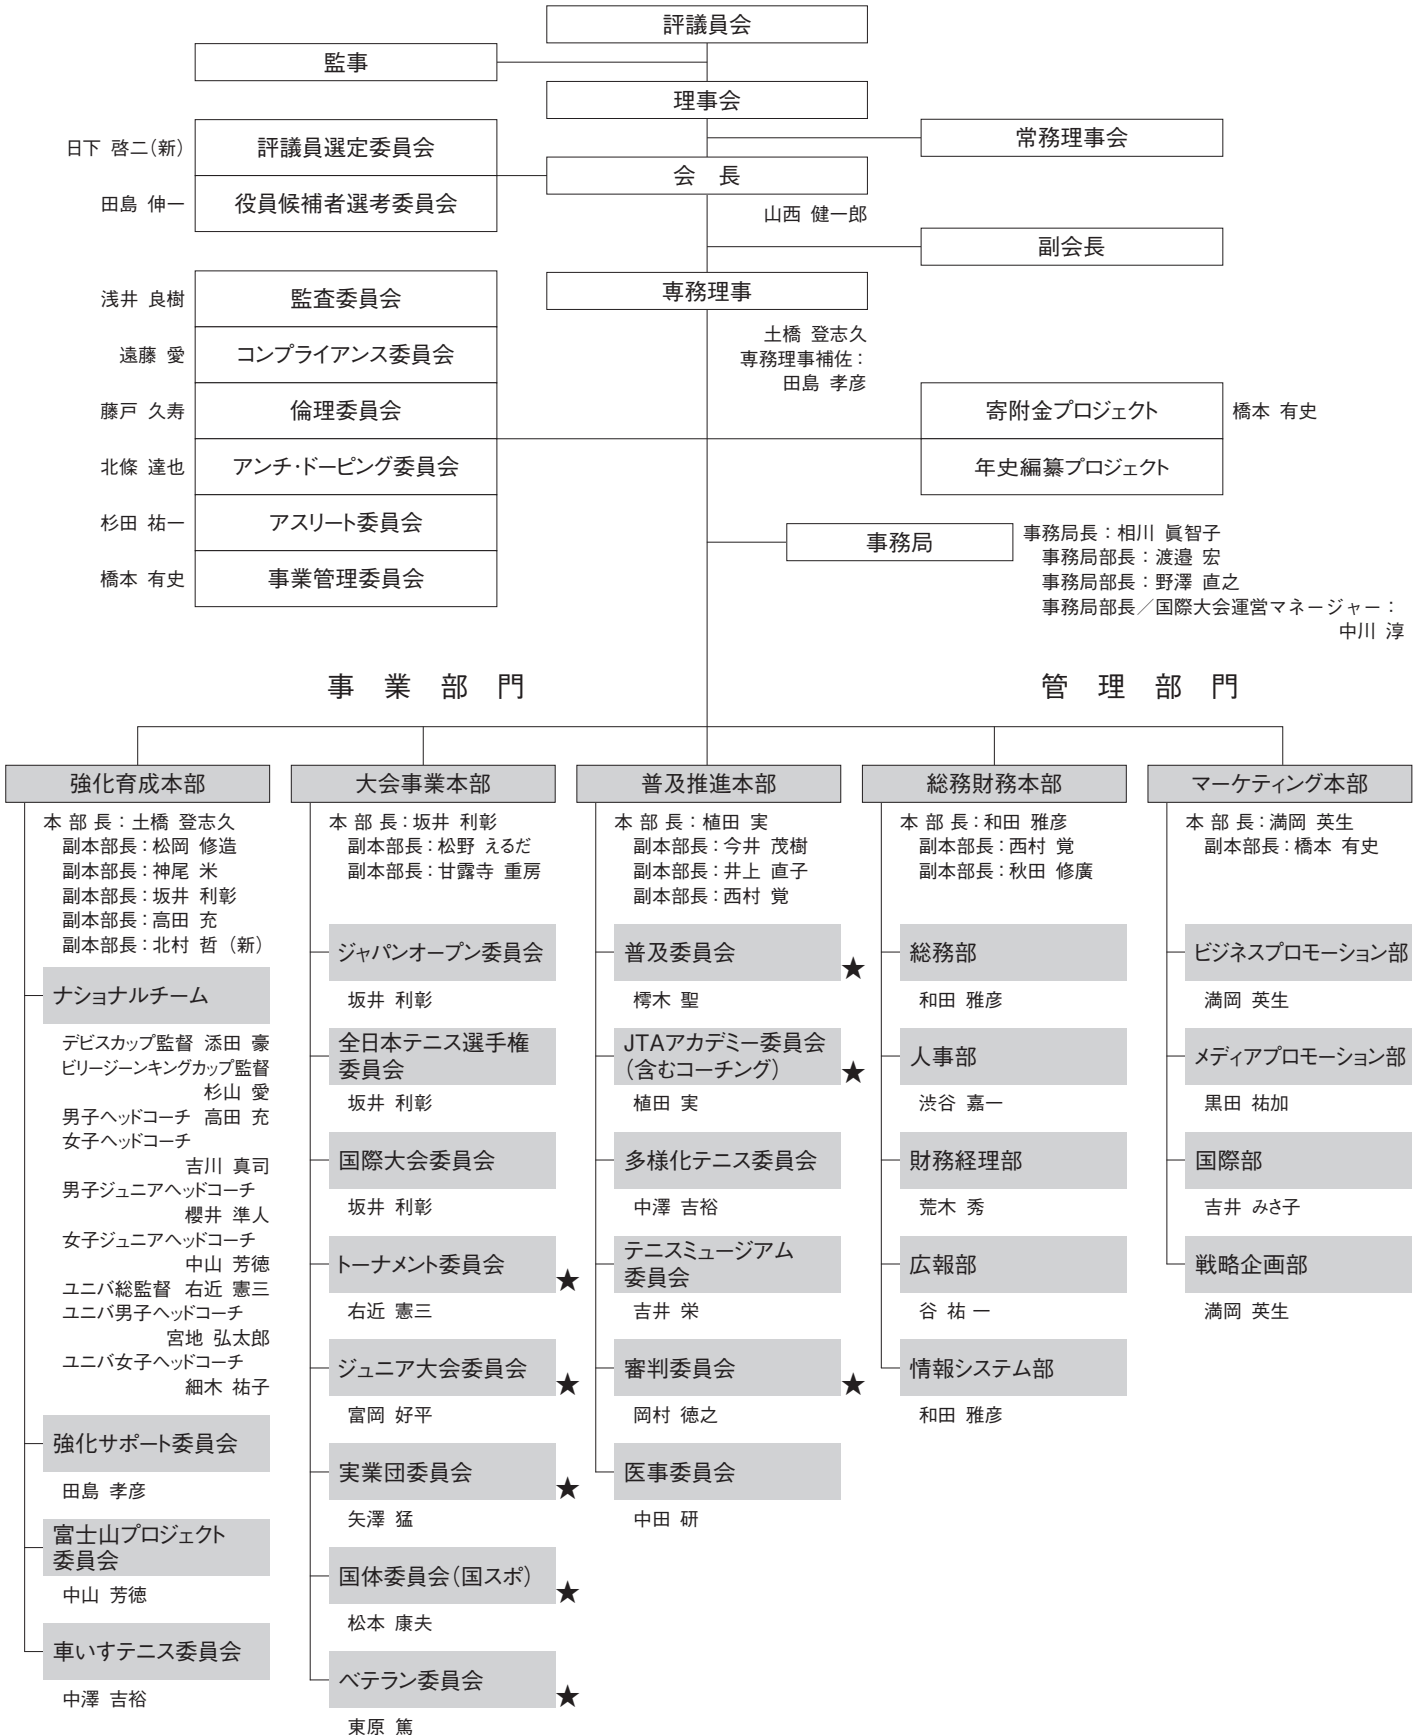 評議員会
監事
理事会
常務理事会
日下 啓二(新)
評議員選定委員会
会 長
山西 健一郎
田島 伸一
役員候補者選考委員会
副会長
専務理事
土橋 登志久
専務理事補佐：
田島 孝彦
浅井 良樹
監査委員会
遠藤 愛
コンプライアンス委員会
藤戸 久寿
倫理委員会
北條 達也
アンチ・ドーピング委員会
杉田 祐一
アスリート委員会
橋本 有史
事業管理委員会
寄附金プロジェクト
橋本 有史
年史編纂プロジェクト
事務局
事務局長：相川 眞智子
事務局部長：渡邉 宏
事務局部長：野澤 直之
事務局部長／国際大会運営マネージャー：
中川 淳
事 業 部 門
管 理 部 門
強化育成本部
本 部 長：土橋 登志久
副本部長：松岡 修造
副本部長：神尾 米
副本部長：坂井 利彰
副本部長：高田 充
副本部長：北村 哲（新）
ナショナルチーム
デビスカップ監督 添田 豪
ビリージーンキングカップ監督
杉山 愛
男子ヘッドコーチ 高田 充
女子ヘッドコーチ
吉川 真司
男子ジュニアヘッドコーチ
櫻井 準人
女子ジュニアヘッドコーチ
中山 芳徳
ユニバ総監督 右近 憲三
ユニバ男子ヘッドコーチ
宮地 弘太郎
ユニバ女子ヘッドコーチ
細木 祐子
強化サポート委員会
田島 孝彦
富士山プロジェクト
委員会
中山 芳徳
車いすテニス委員会
中澤 吉裕
大会事業本部
本 部 長：坂井 利彰
副本部長：松野 えるだ
副本部長：甘露寺 重房
ジャパンオープン委員会
坂井 利彰
全日本テニス選手権
委員会
坂井 利彰
国際大会委員会
坂井 利彰
トーナメント委員会
★
右近 憲三
ジュニア大会委員会
★
富岡 好平
実業団委員会
★
矢澤 猛
国体委員会（国スポ）
★
松本 康夫
ベテラン委員会
★
東原 篤
普及推進本部
本 部 長：植田 実
副本部長：今井 茂樹
副本部長：井上 直子
副本部長：西村 覚
普及委員会
★
樗木 聖
JTAアカデミー委員会
（含むコーチング）
★
植田 実
多様化テニス委員会
中澤 吉裕
テニスミュージアム
委員会
吉井 栄
審判委員会
★
岡村 徳之
医事委員会
中田 研
総務財務本部
本 部 長：和田 雅彦
副本部長：西村 覚
副本部長：秋田 修廣
総務部
和田 雅彦
人事部
渋谷 嘉一
財務経理部
荒木 秀
広報部
谷 祐一
情報システム部
和田 雅彦
マーケティング本部
本 部 長：満岡 英生
副本部長：橋本 有史
ビジネスプロモーション部
満岡 英生
メディアプロモーション部
黒田 祐加
国際部
吉井 みさ子
戦略企画部
満岡 英生